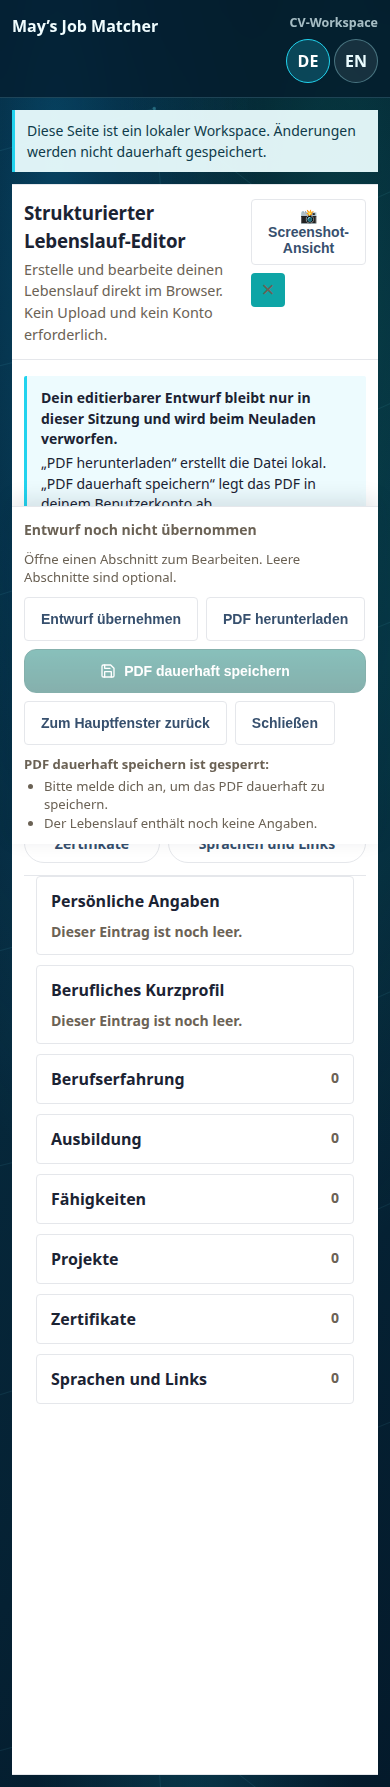 May's Job Matcher
CV-Workspace
DE EN
Diese Seite ist ein lokaler Workspace. Änderungen
werden nicht dauerhaft gespeichert.
Strukturierter
Lebenslauf-Editor
Erstelle und bearbeite deinen
Lebenslauf direkt im Browser.
Kein Upload und kein Konto
erforderlich.
Screenshot-
Ansicht
Dein editierbarer Entwurf bleibt nur in
dieser Sitzung und wird beim Neuladen
verworfen.
„PDF herunterladen“ erstellt die Datei lokal.
„PDF dauerhaft speichern“ legt das PDF in
deinem Benutzerkonto ab
Entwurf noch nicht übernommen
Öffne einen Abschnitt zum Bearbeiten. Leere
Abschnitte sind optional.
Entwurf übernehmen PDF herunterladen
PDF dauerhaft speichern
Zum Hauptfenster zurück Schließen
PDF dauerhaft speichern ist gesperrt:
• Bitte melde dich an, um das PDF dauerhaft zu
speichern.
• Der Lebenslauf enthält noch keine Angaben.
Zertifikate Sprachen und Links
Persönliche Angaben
Dieser Eintrag ist noch leer.
Berufliches Kurzprofil
Dieser Eintrag ist noch leer.
Berufserfahrung 0
Ausbildung 0
Fähigkeiten 0
Projekte 0
Zertifikate 0
Sprachen und Links 0